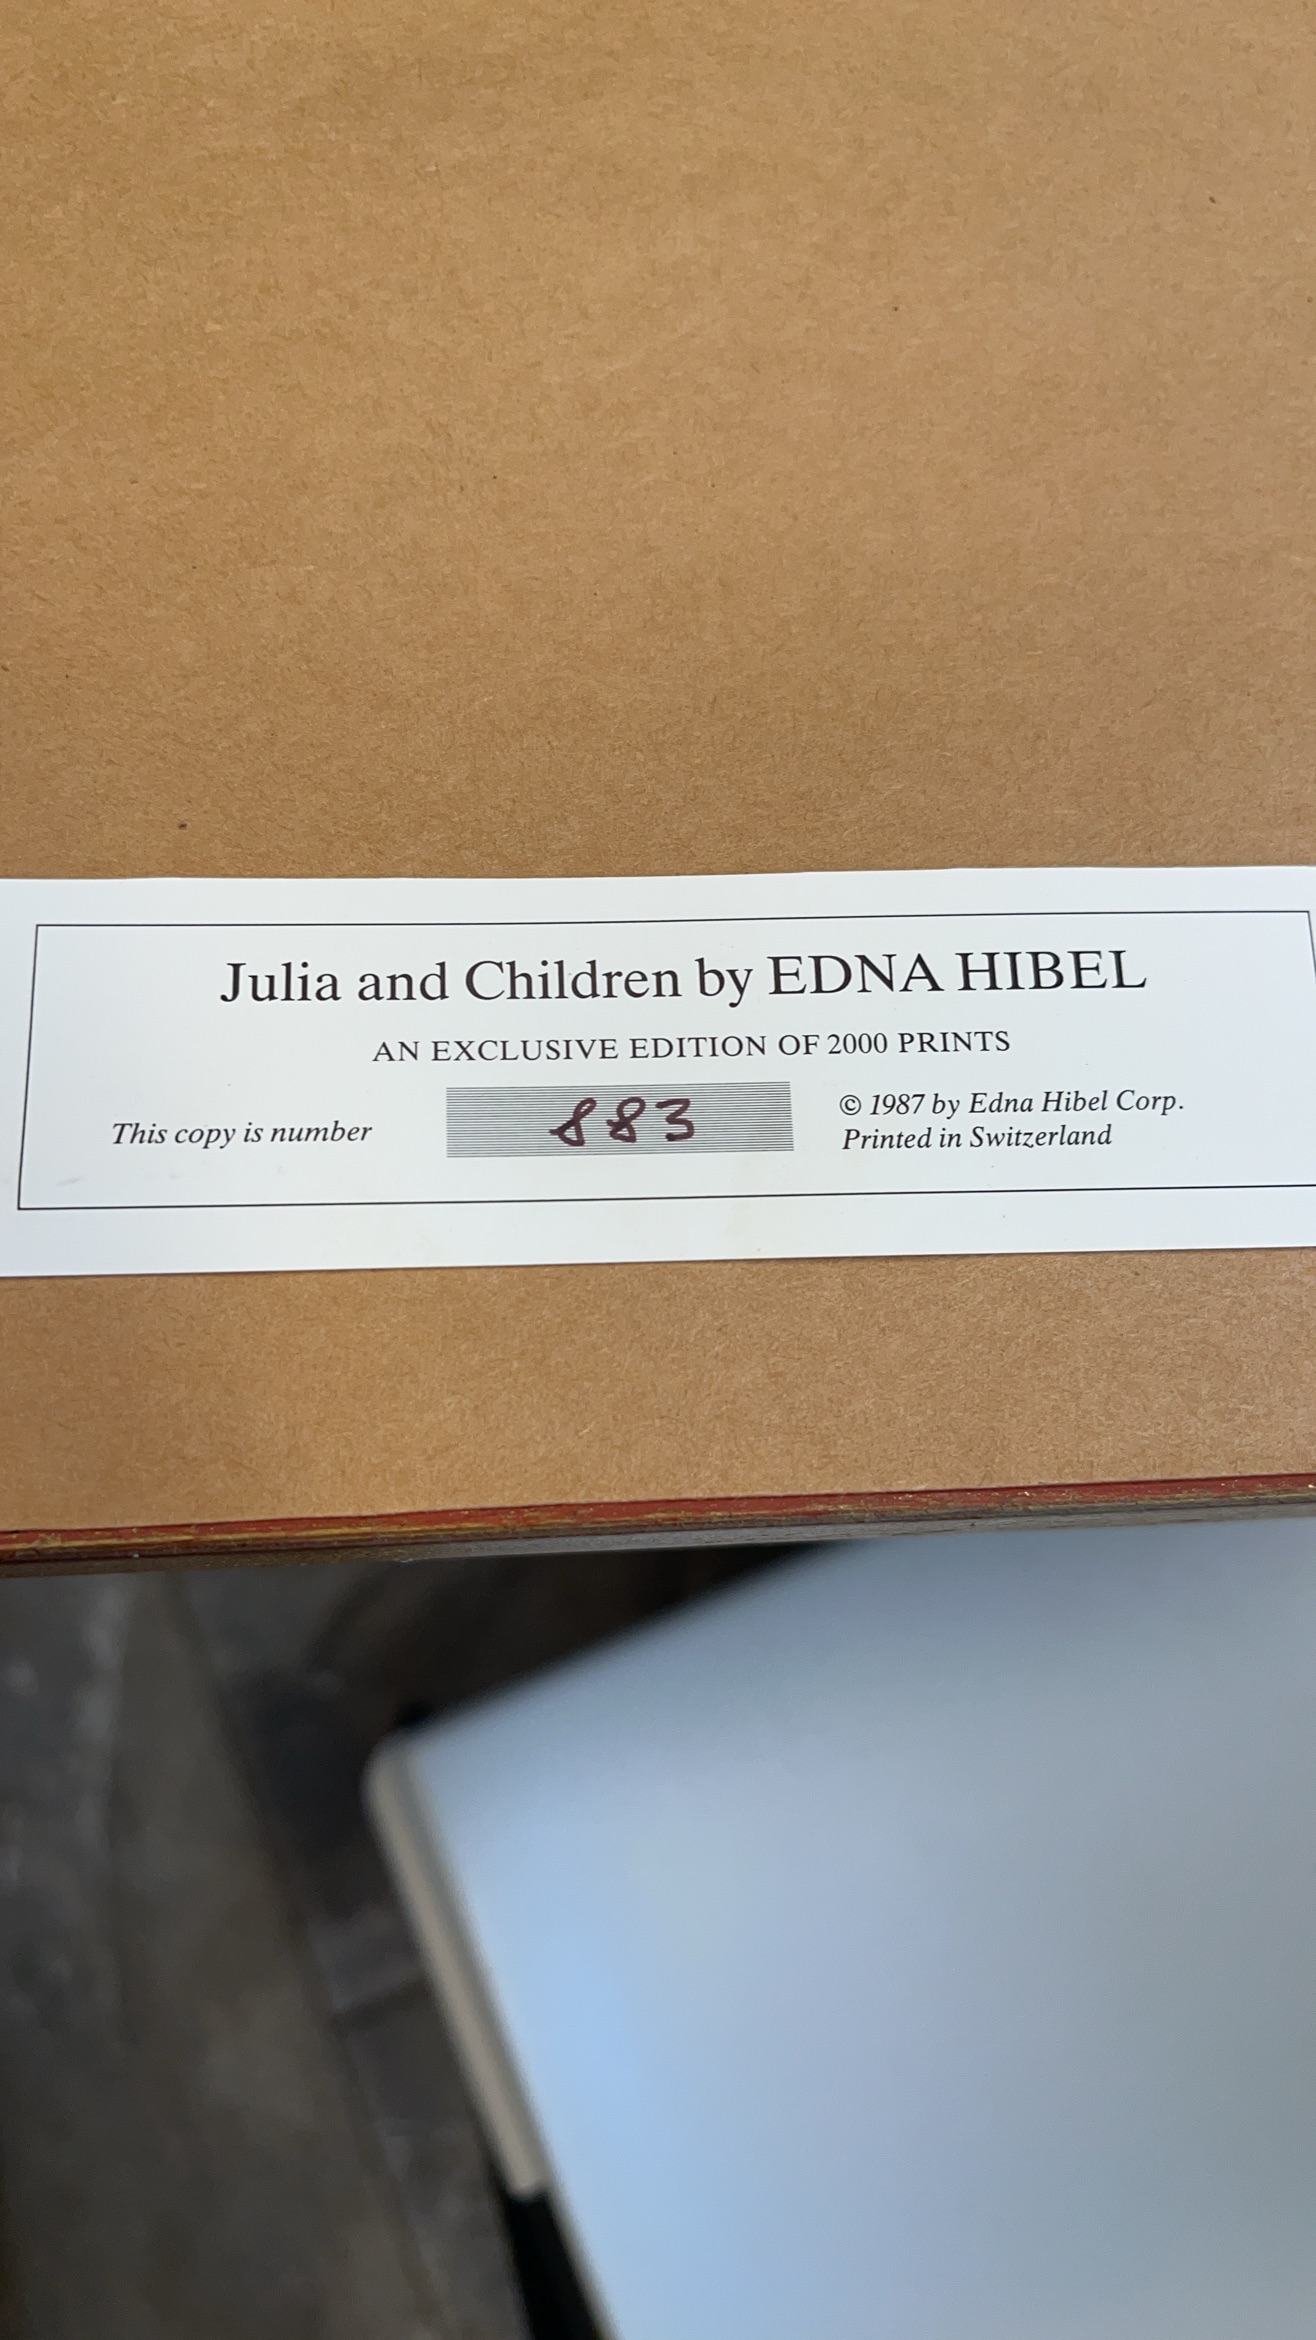 Julia and Children by EDNA HIBEL
AN EXCLUSIVE EDITION OF 2000 PRINTS
This copy is number 883
© 1987 by Edna Hibel Corp.
Printed in Switzerland